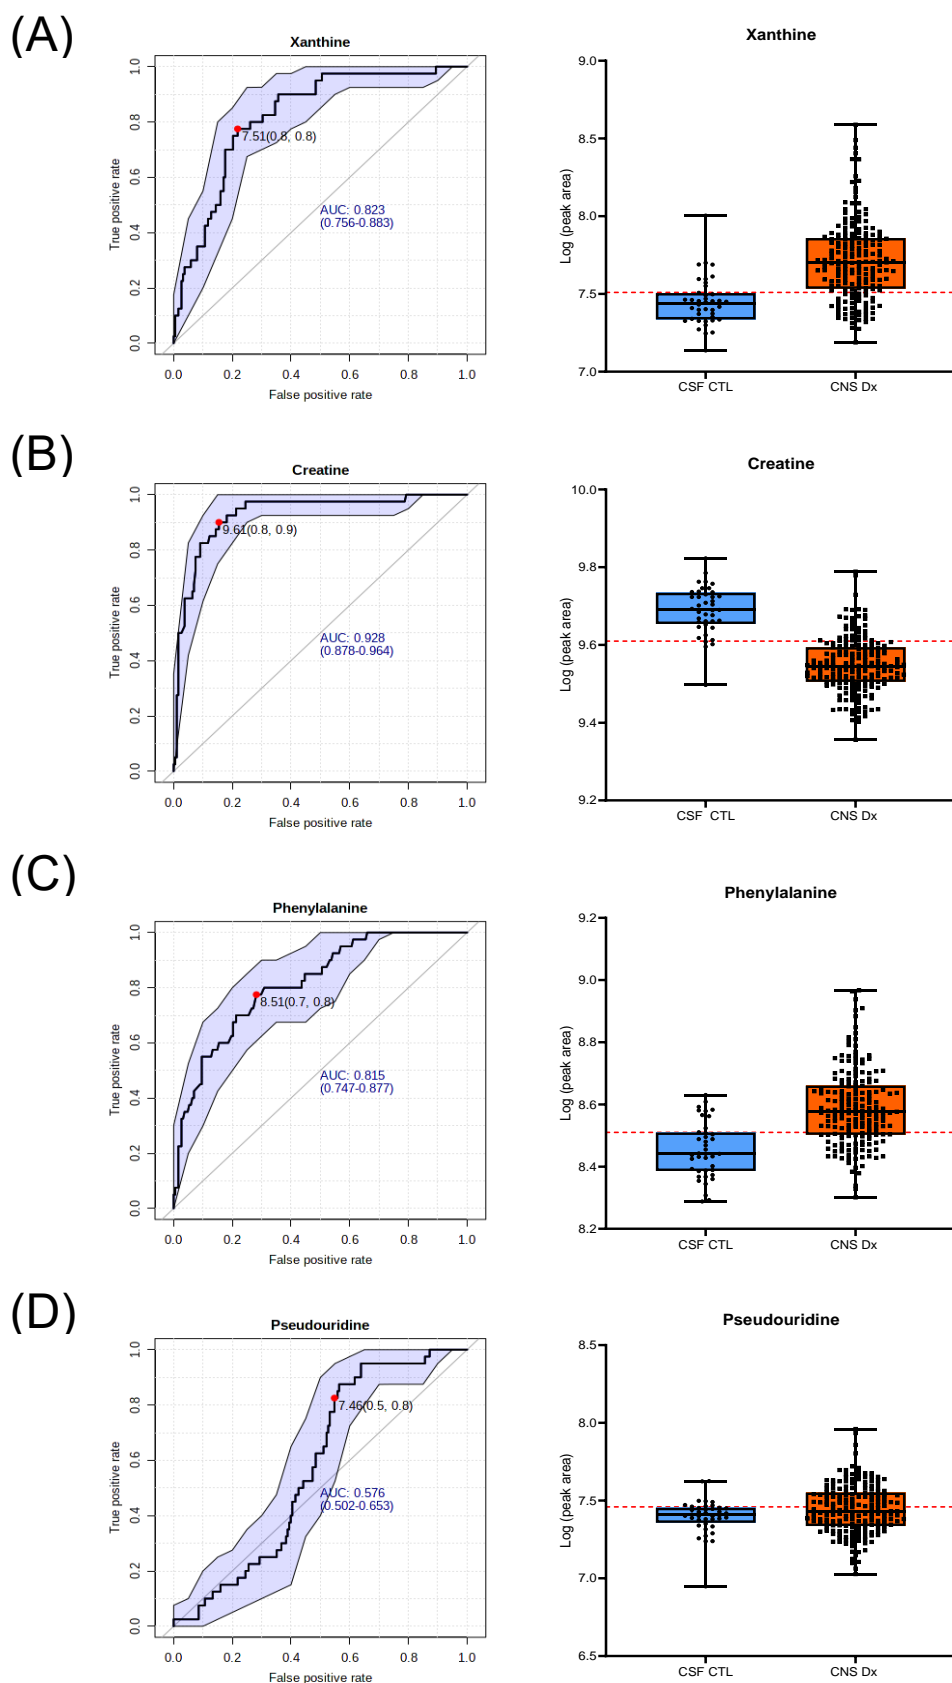 (A)
Xanthine
True positive rate
1.0
0.8
0.6
0.4
0.2
0.0
7.51(0.8, 0.8)
AUC: 0.823
(0.756-0.883)
0.0 0.2 0.4 0.6 0.8 1.0
False positive rate
Xanthine
Log (peak area)
9.0
8.5
8.0
7.5
7.0
CSF CTL CNS Dx
(B)
Creatine
True positive rate
1.0
0.8
0.6
0.4
0.2
0.0
9.61(0.8, 0.9)
AUC: 0.928
(0.878-0.964)
0.0 0.2 0.4 0.6 0.8 1.0
False positive rate
Creatine
Log (peak area)
10.0
9.8
9.6
9.4
9.2
CSF CTL CNS Dx
(C)
Phenylalanine
True positive rate
1.0
0.8
0.6
0.4
0.2
0.0
8.51(0.7, 0.8)
AUC: 0.815
(0.747-0.877)
0.0 0.2 0.4 0.6 0.8 1.0
False positive rate
Phenylalanine
Log (peak area)
9.2
9.0
8.8
8.6
8.4
8.2
CSF CTL CNS Dx
(D)
Pseudouridine
True positive rate
1.0
0.8
0.6
0.4
0.2
0.0
7.46(0.5, 0.8)
AUC: 0.576
(0.502-0.653)
0.0 0.2 0.4 0.6 0.8 1.0
False positive rate
Pseudouridine
Log (peak area)
8.5
8.0
7.5
7.0
6.5
CSF CTL CNS Dx